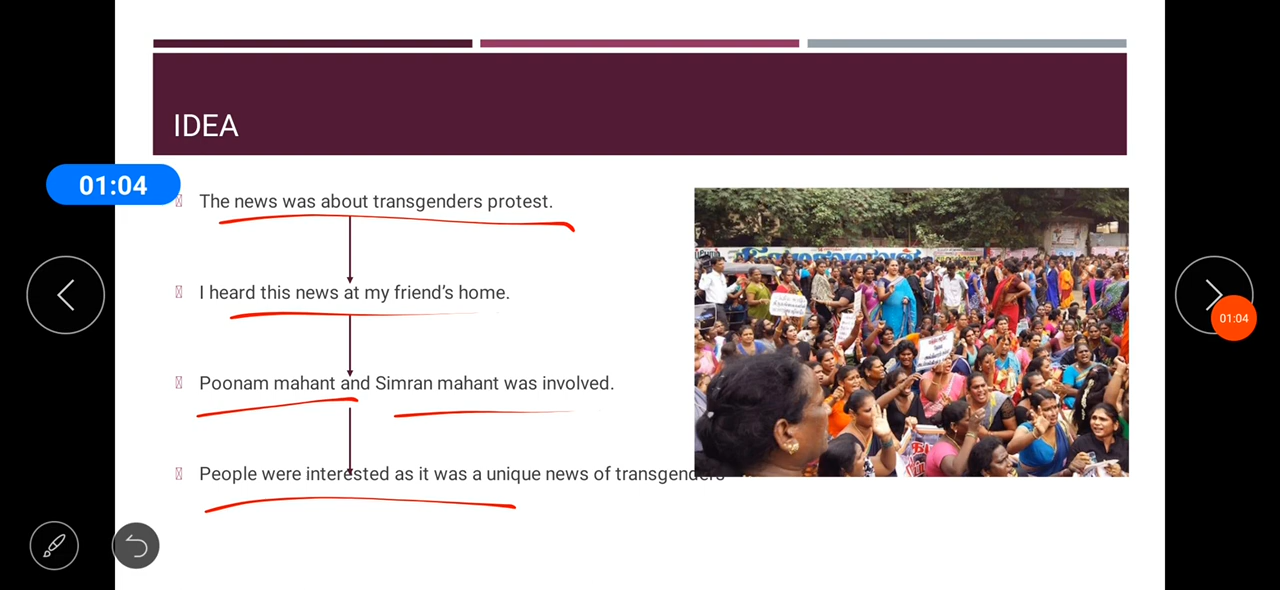 IDEA
01:04
The news was about transgenders protest.
I heard this news at my friend's home.
01:04
Poonam mahant and Simran mahant was involved.
People were interested as it was a unique news of transgenders